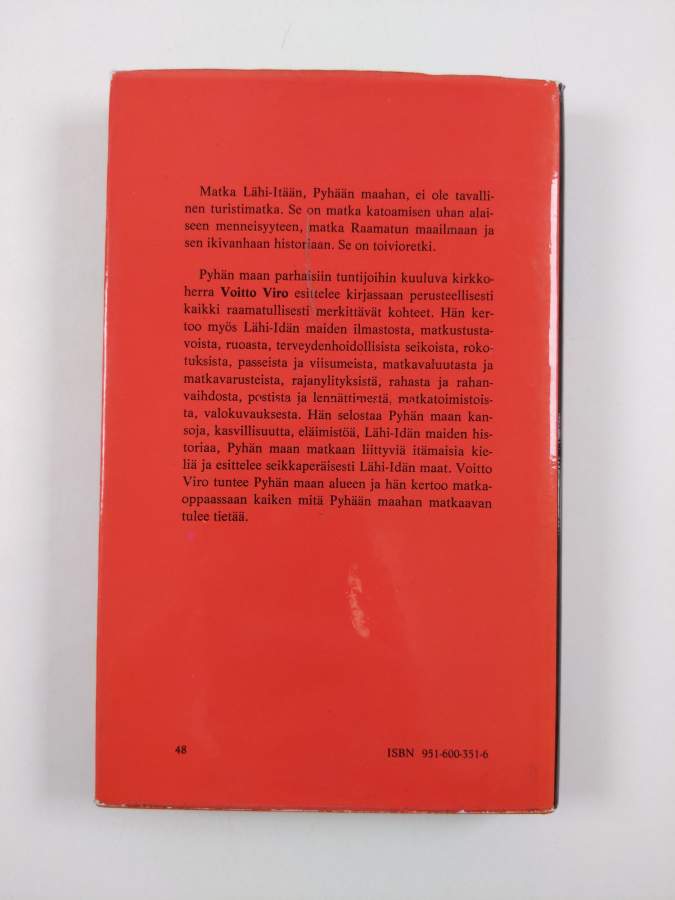 Matka Lähi-Itään, Pyhään maahan, ei ole tavalli-
nen turistimatka. Se on matka katoamisen uhan alai-
seen menneisyyteen, matka Raamatun maailmaan ja
sen ikivanhaan historiaan. Se on toivioretki.
Pyhän maan parhaisiin tuntijoihin kuuluva kirkko-
herra Voitto Viro esittelee kirjassaan perusteellisesti
kaikki raamatullisesti merkittävät kohteet. Hän ker-
too myös Lähi-Idän maiden ilmastosta, matkustusta-
voista, ruoasta, terveydenhoidollisista seikoista, roko-
tuksista, passeista ja viisumeista, matkavaluutasta ja
matkavarusteista, rajanylityksistä, rahasta ja rahan-
vaihdosta, postista ja lennättimestä, matkatoimistois-
ta, valokuvauksesta. Hän selostaa Pyhän maan kan-
soja, kasvillisuutta, eläimistöä, Lähi-Idän maiden his-
toriaa, Pyhän maan matkaan liittyviä itämaisia kie-
liä ja esittelee seikkaperäisesti Lähi-Idän maat. Voitto
Viro tuntee Pyhän maan alueen ja hän kertoo matka-
oppaassaan kaiken mitä Pyhään maahan matkaavan
tulee tietää.
48
ISBN 951-600-351-6